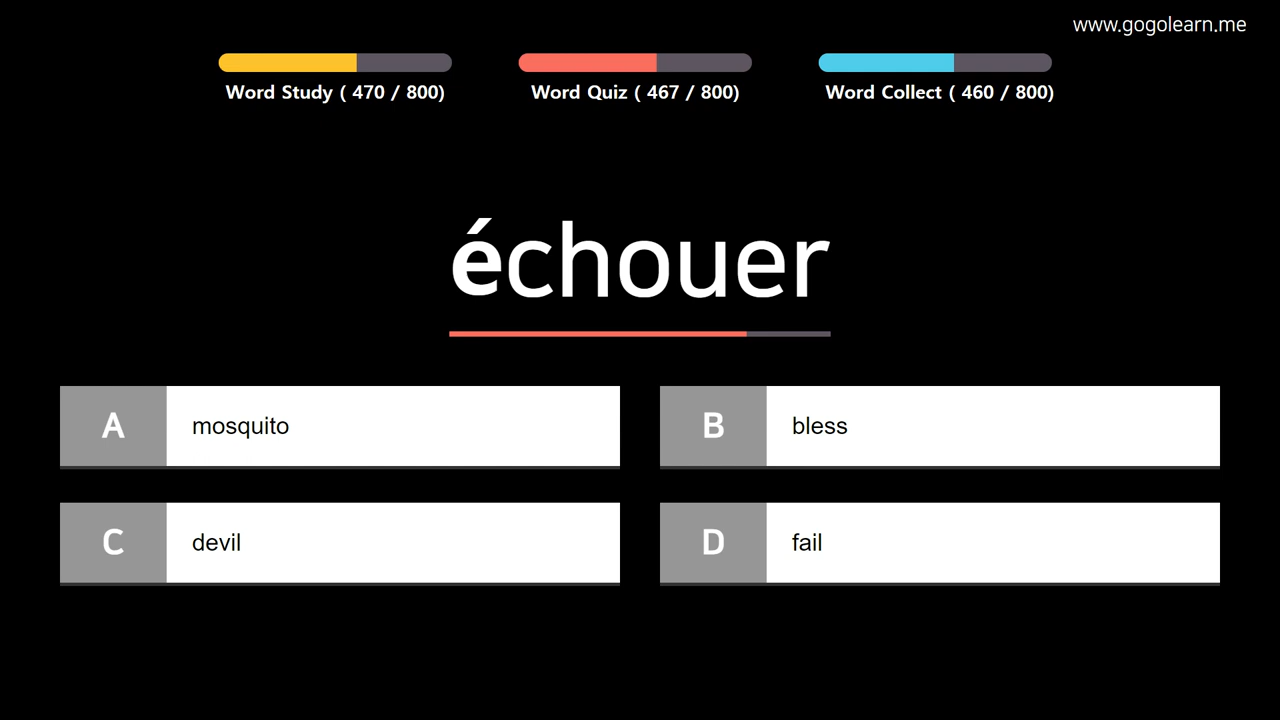 www.gogolearn.me
Word Study ( 470 / 800)
Word Quiz ( 467 / 800)
Word Collect ( 460 / 800)
échouer
A mosquito
B bless
C devil
D fail